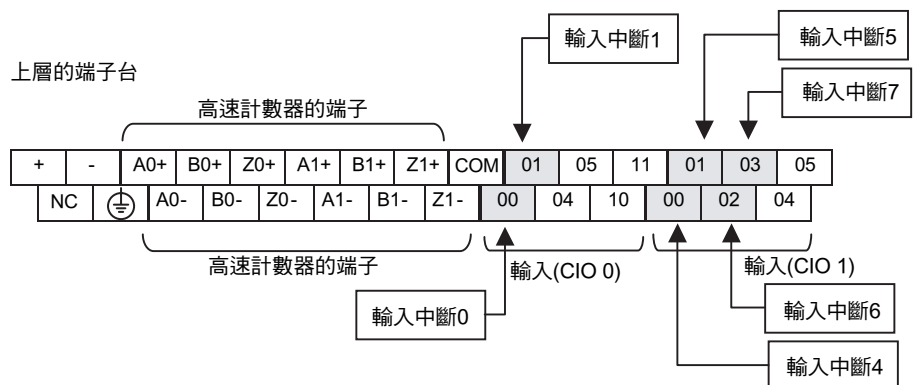 輸入中斷1
輸入中斷5
上層的端子台
輸入中斷7
高速計數器的端子
+ - A0+ B0+ Z0+ A1+ B1+ Z1+ COM 01 05 11 01 03 05
NC A0- B0- Z0- A1- B1- Z1- 00 04 10 00 02 04
高速計數器的端子
輸入(CIO 0)
輸入(CIO 1)
輸入中斷0
輸入中斷6
輸入中斷4